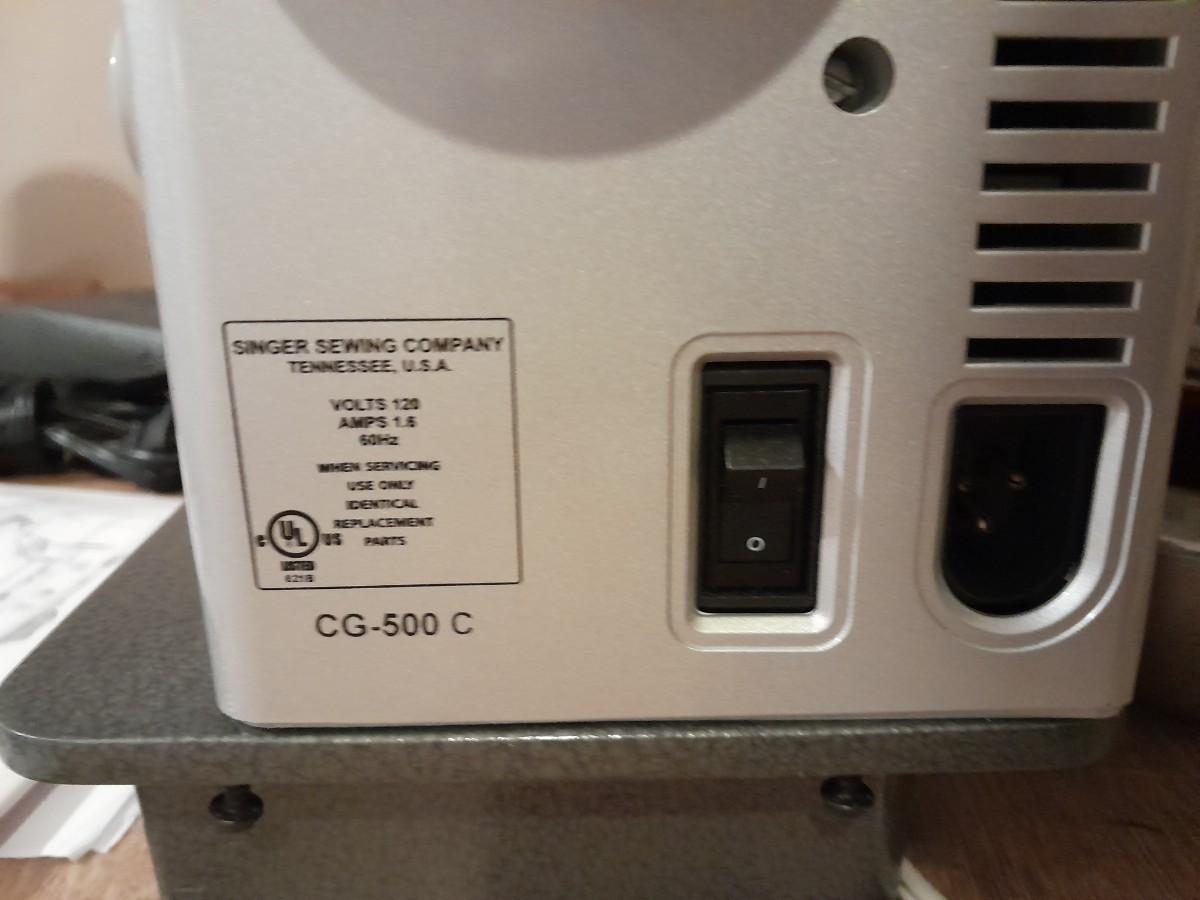 SINGER SEWING COMPANY
TENNESSEE, U.S.A.
VOLTS 120
AMPS 1.6
60Hz
WHEN SERVICING
USE ONLY
IDENTICAL
REPLACEMENT
PARTS
c UL US
LISTED
621B
CG-500 C
I
O